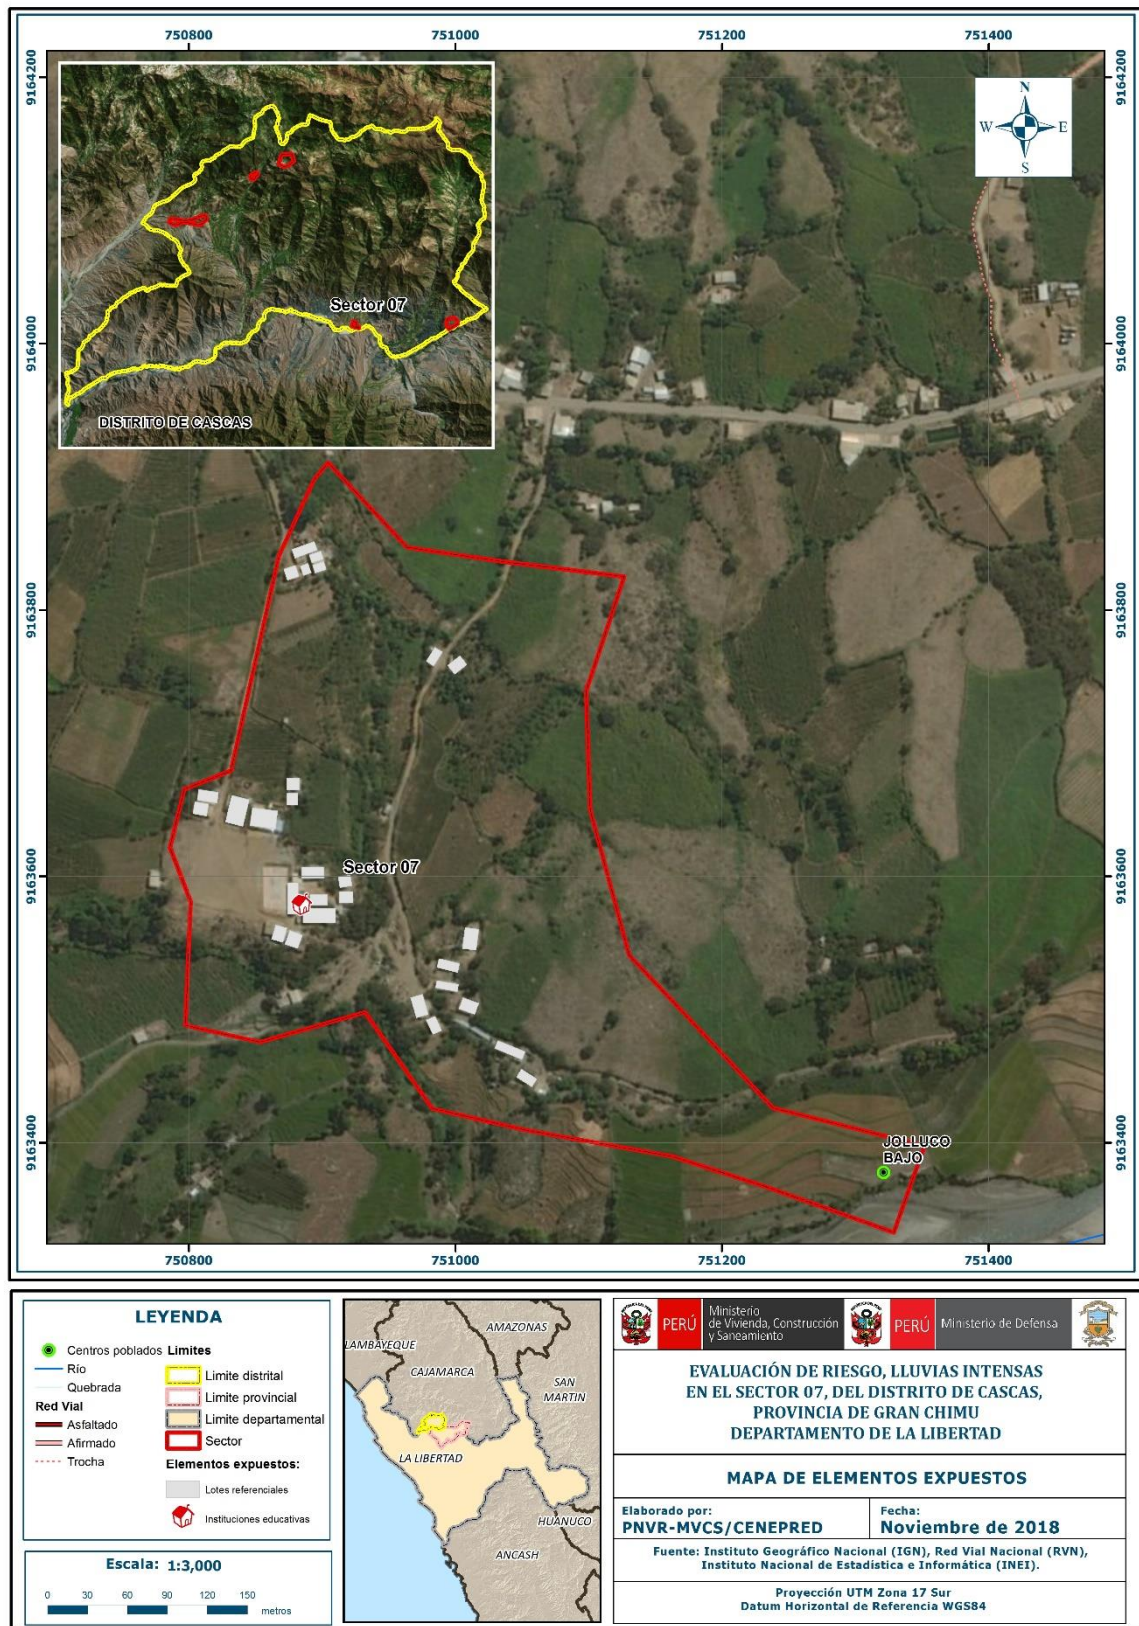 750800
751000
751200
751400
9164200
9164200
N
W
E
S
Sector 07
DISTRITO DE CASCAS
9164000
9164000
9163800
9163800
Sector 07
9163600
9163600
9163400
9163400
JOLLUCO
BAJO
750800
751000
751200
751400
LEYENDA
Centros poblados
Río
Quebrada
Red Vial
Asfaltado
Afirmado
Trocha
Limites
Limite distrital
Limite provincial
Limite departamental
Sector
Elementos expuestos:
Lotes referenciales
Instituciones educativas
Escala: 1:3,000
0 30 60 90 120 150
metros
AMAZONAS
LAMBAYEQUE
CAJAMARCA
SAN
MARTIN
LA LIBERTAD
HUANUCO
ANCASH
PERÚ
Ministerio
de Vivienda, Construcción
y Saneamiento
PERÚ
Ministerio de Defensa
EVALUACIÓN DE RIESGO, LLUVIAS INTENSAS
EN EL SECTOR 07, DEL DISTRITO DE CASCAS,
PROVINCIA DE GRAN CHIMU
DEPARTAMENTO DE LA LIBERTAD
MAPA DE ELEMENTOS EXPUESTOS
Elaborado por:
PNVR-MVCS/CENEPRED
Fecha:
Noviembre de 2018
Fuente: Instituto Geográfico Nacional (IGN), Red Vial Nacional (RVN),
Instituto Nacional de Estadística e Informática (INEI).
Proyección UTM Zona 17 Sur
Datum Horizontal de Referencia WGS84